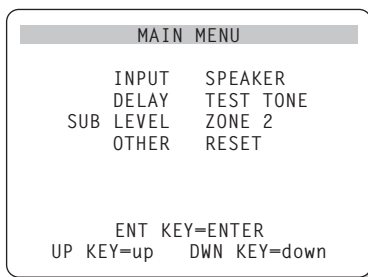 MAIN MENU
INPUT SPEAKER
DELAY TEST TONE
SUB LEVEL ZONE 2
OTHER RESET
ENT KEY=ENTER
UP KEY=up DWN KEY=down